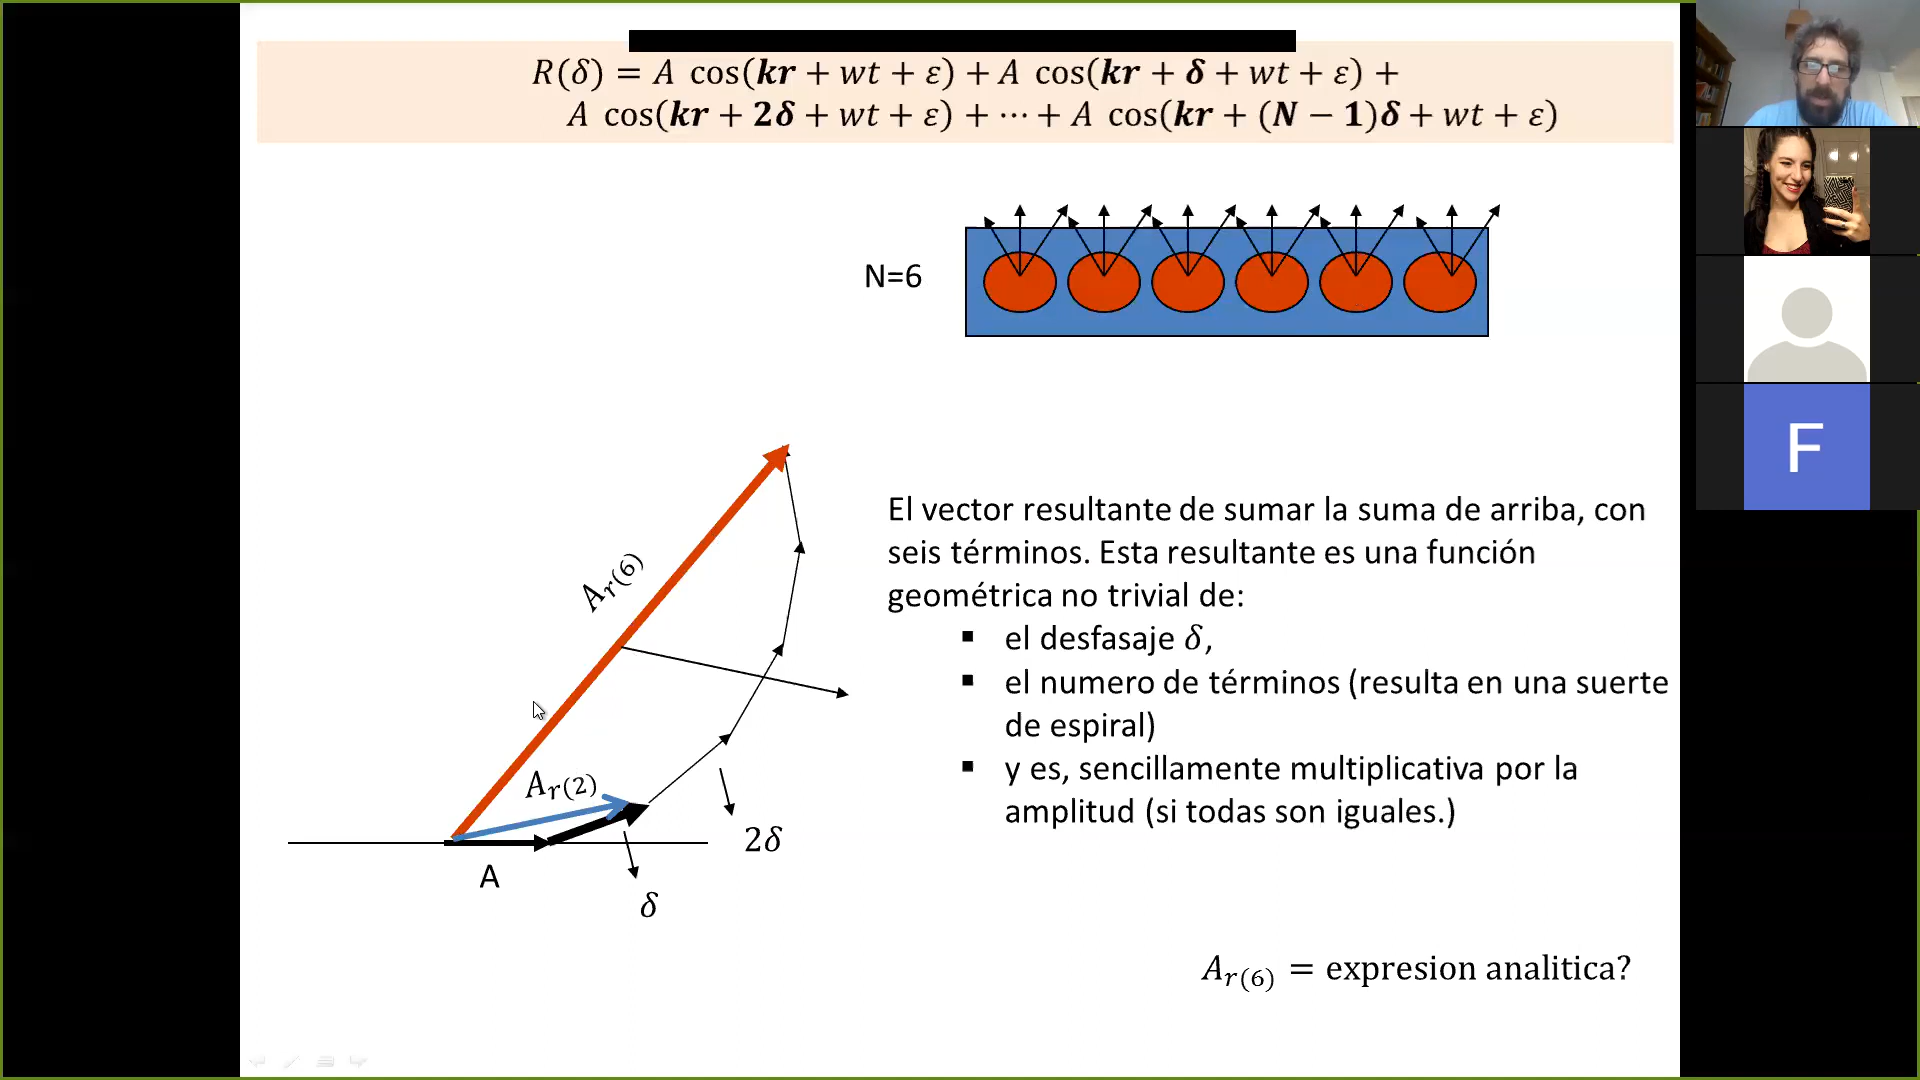 R(δ) = A cos(kr + wt + ε) + A cos(kr + δ + wt + ε) +
A cos(kr + 2δ + wt + ε) + ⋯ + A cos(kr + (N − 1)δ + wt + ε)
N=6
F
El vector resultante de sumar la suma de arriba, con
seis términos. Esta resultante es una función
geométrica no trivial de:
▪ el desfasaje δ,
▪ el numero de términos (resulta en una suerte
de espiral)
▪ y es, sencillamente multiplicativa por la
amplitud (si todas son iguales.)
A_{r(6)}
A_{r(2)}
2δ
A
δ
A_{r(6)} = expresion analitica?